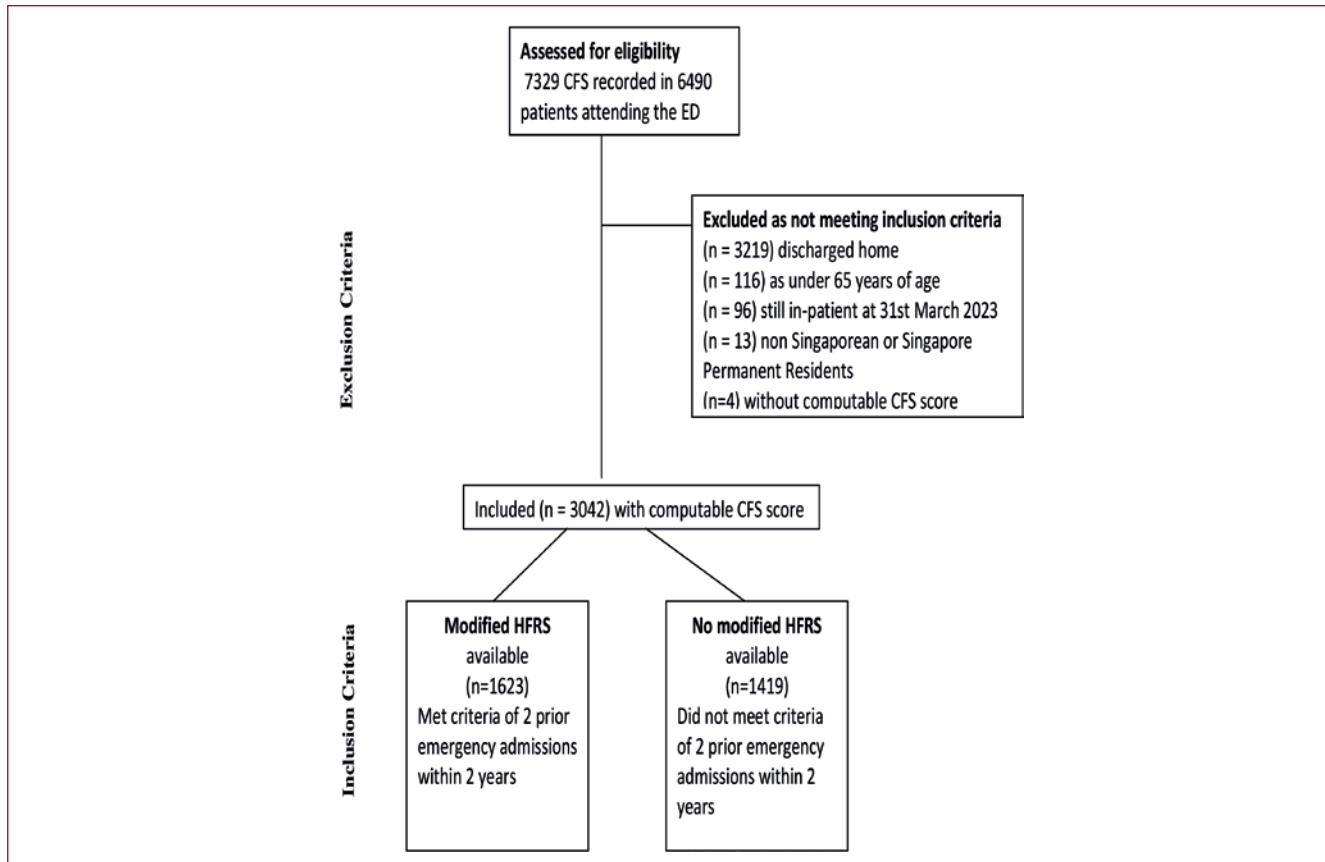 Assessed for eligibility
7329 CFS recorded in 6490
patients attending the ED
Exclusion Criteria
Excluded as not meeting inclusion criteria
(n = 3219) discharged home
(n = 116) as under 65 years of age
(n = 96) still in-patient at 31st March 2023
(n = 13) non Singaporean or Singapore
Permanent Residents
(n=4) without computable CFS score
Included (n = 3042) with computable CFS score
Inclusion Criteria
Modified HFRS
available
(n=1623)
Met criteria of 2 prior
emergency admissions
within 2 years
No modified HFRS
available
(n=1419)
Did not meet criteria
of 2 prior emergency
admissions within 2
years